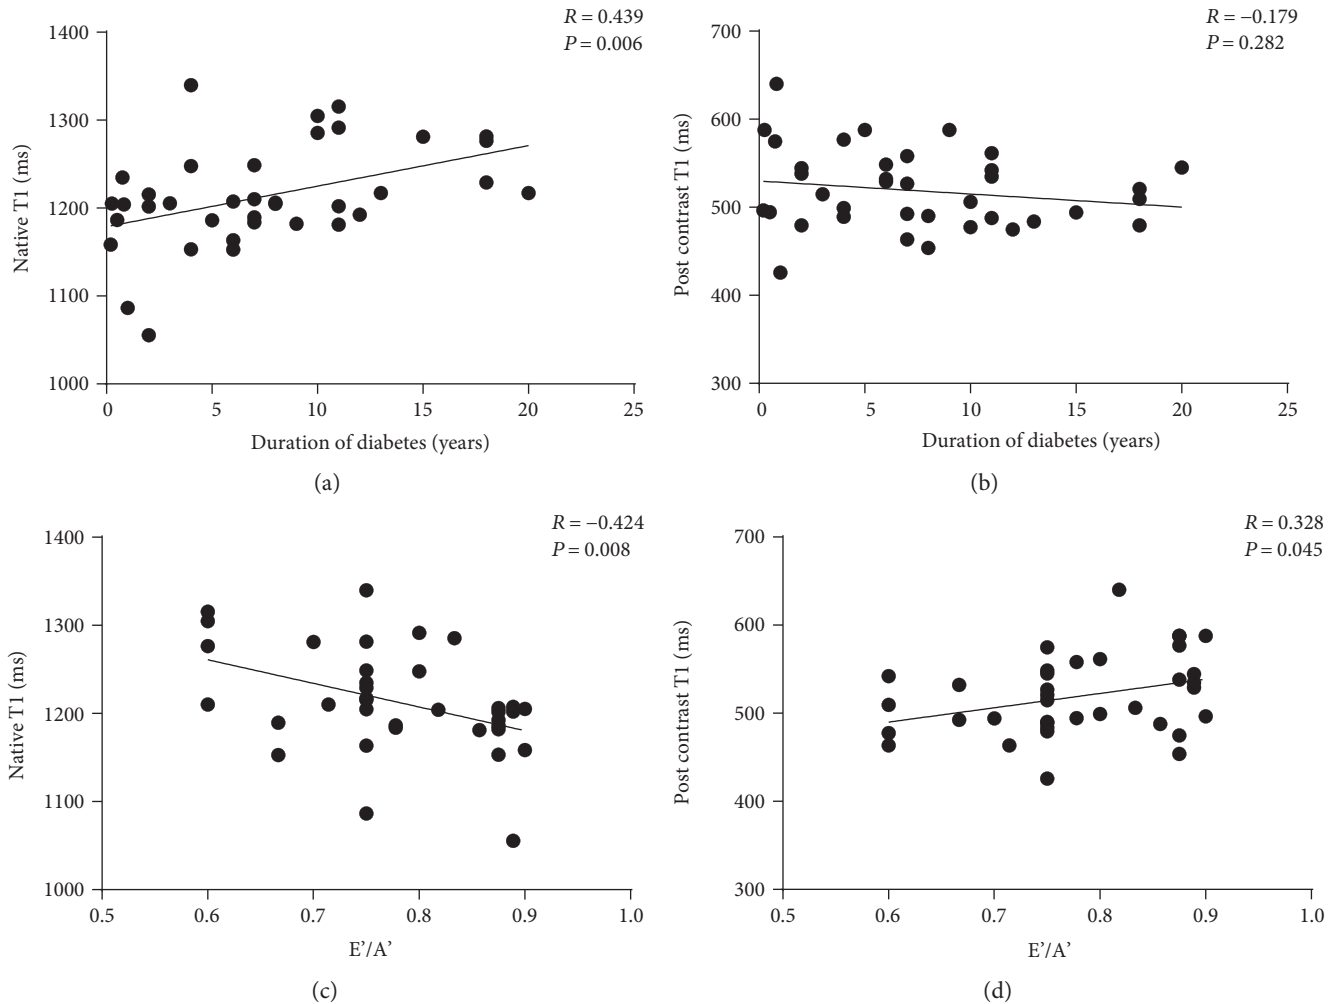 R = 0.439
P = 0.006
1400
1300
1200
1100
1000
Native T1 (ms)
0 5 10 15 20 25
Duration of diabetes (years)
(a)
R = −0.179
P = 0.282
700
600
500
400
300
Post contrast T1 (ms)
0 5 10 15 20 25
Duration of diabetes (years)
(b)
R = −0.424
P = 0.008
1400
1300
1200
1100
1000
Native T1 (ms)
0.5 0.6 0.7 0.8 0.9 1.0
E’/A’
(c)
R = 0.328
P = 0.045
700
600
500
400
300
Post contrast T1 (ms)
0.5 0.6 0.7 0.8 0.9 1.0
E’/A’
(d)